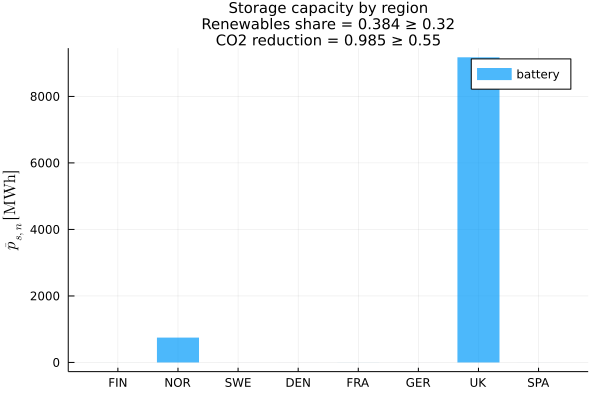 Storage capacity by region
Renewables share = 0.384 ≥ 0.32
CO2 reduction = 0.985 ≥ 0.55
battery
8000
6000
4000
2000
0
p̄ₛ,ₙ [MWh]
FIN NOR SWE DEN FRA GER UK SPA